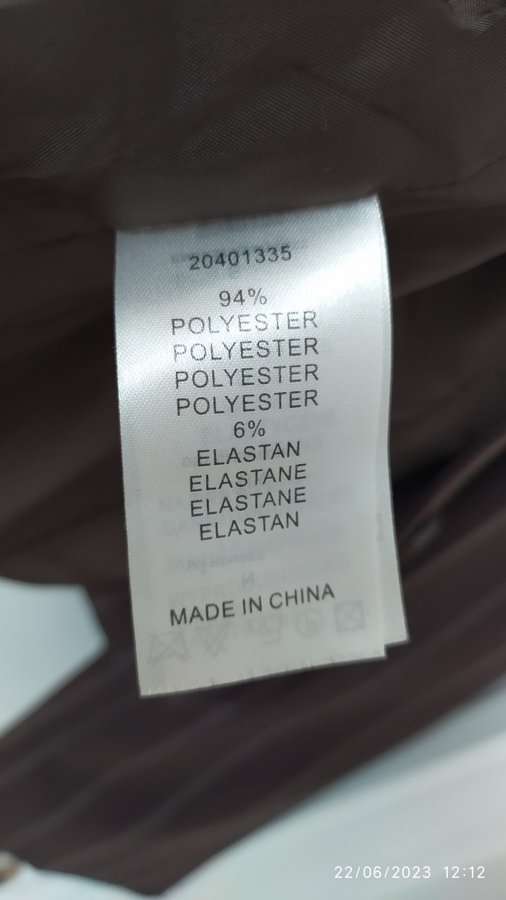 20401335
94%
POLYESTER
POLYESTER
POLYESTER
POLYESTER
6%
ELASTAN
ELASTANE
ELASTANE
ELASTAN
MADE IN CHINA
22/06/2023 12:12